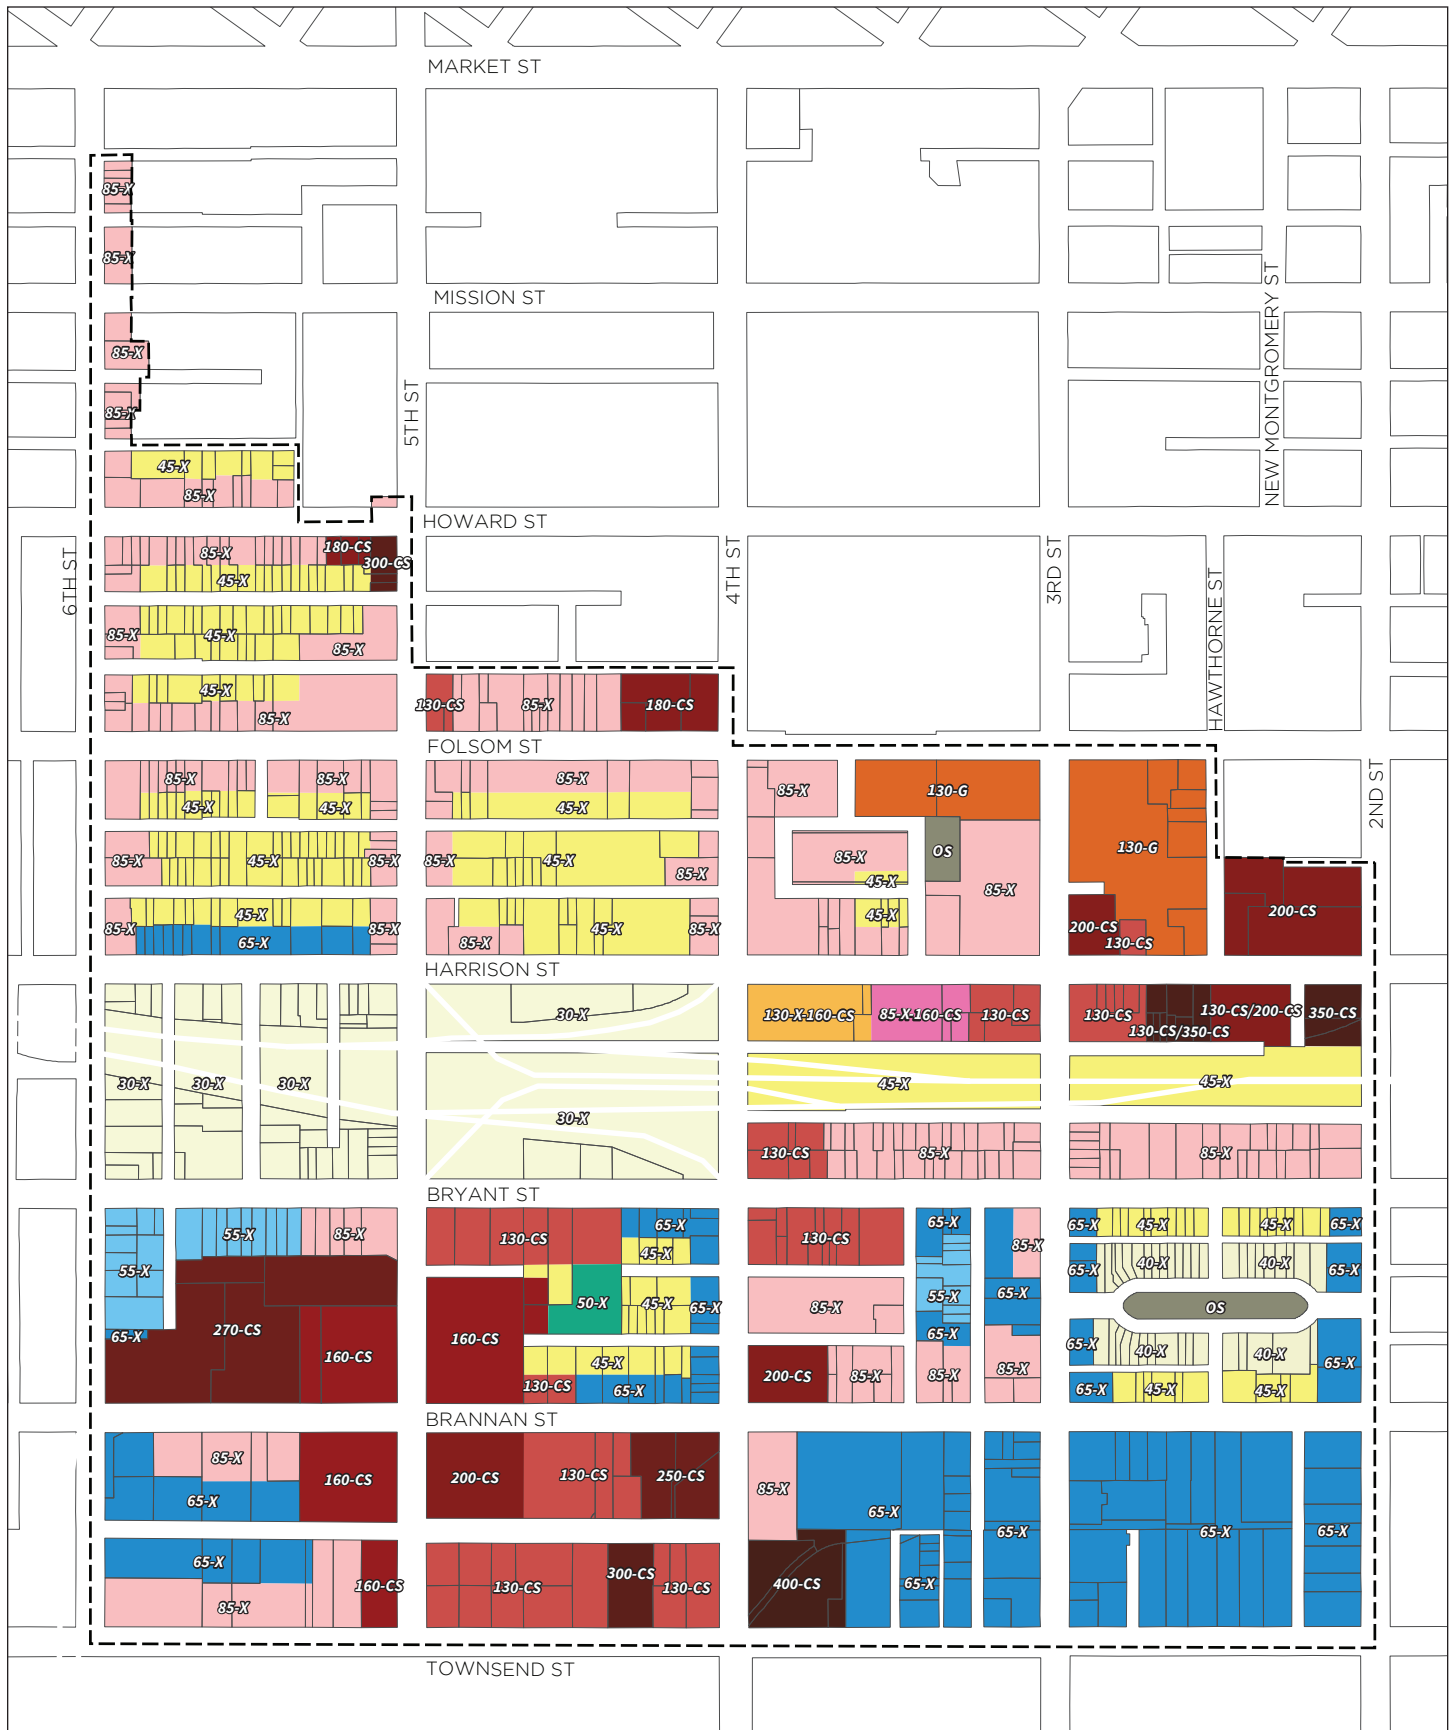 MARKET ST
85-X
85-X
MISSION ST
NEW MONTGROMERY ST
85-X
5TH ST
85-X
45-X
85-X
HOWARD ST
6TH ST
4TH ST
3RD ST
HAWTHORNE ST
85-X
180-CS
300-CS
45-X
85-X
45-X
85-X
45-X
85-X
130-CS
85-X
180-CS
FOLSOM ST
2ND ST
85-X
85-X
85-X
85-X
130-G
45-X
45-X
45-X
85-X
45-X
85-X
85-X
45-X
85-X
85-X
45-X
OS
85-X
130-G
85-X
45-X
85-X
65-X
45-X
85-X
85-X
45-X
200-CS
130-CS
200-CS
HARRISON ST
30-X
130-X-160-CS
85-X-160-CS
130-CS
130-CS
130-CS/350-CS
130-CS/200-CS
350-CS
30-X
30-X
30-X
45-X
45-X
30-X
130-CS
85-X
85-X
BRYANT ST
55-X
85-X
130-CS
65-X
45-X
130-CS
65-X
85-X
65-X
45-X
45-X
65-X
55-X
65-X
40-X
40-X
65-X
270-CS
160-CS
50-X
45-X
65-X
85-X
55-X
65-X
OS
65-X
160-CS
45-X
130-CS
65-X
65-X
65-X
40-X
40-X
65-X
200-CS
85-X
85-X
85-X
65-X
45-X
45-X
BRANNAN ST
85-X
65-X
160-CS
200-CS
130-CS
250-CS
85-X
65-X
65-X
65-X
65-X
65-X
85-X
160-CS
130-CS
300-CS
130-CS
400-CS
65-X
TOWNSEND ST